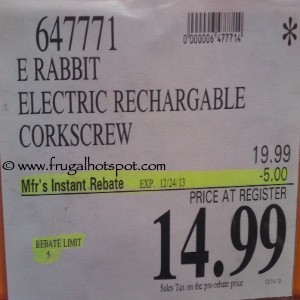 647771
0000006477714
*
E RABBIT
ELECTRIC RECHARGABLE
CORKSCREW
© www.frugalhotspot.com
19.99
Mfr's Instant Rebate EXP. 12/24/13 -5.00
PRICE AT REGISTER
14.99
REBATE LIMIT
5
Sales Tax on the pre-rebate price